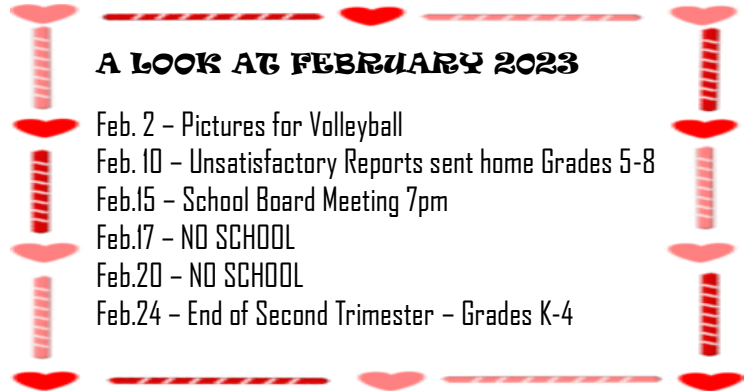 A LOOK AT FEBRUARY 2023
Feb. 2 – Pictures for Volleyball
Feb. 10 – Unsatisfactory Reports sent home Grades 5-8
Feb.15 – School Board Meeting 7pm
Feb.17 – NO SCHOOL
Feb.20 – NO SCHOOL
Feb.24 – End of Second Trimester – Grades K-4